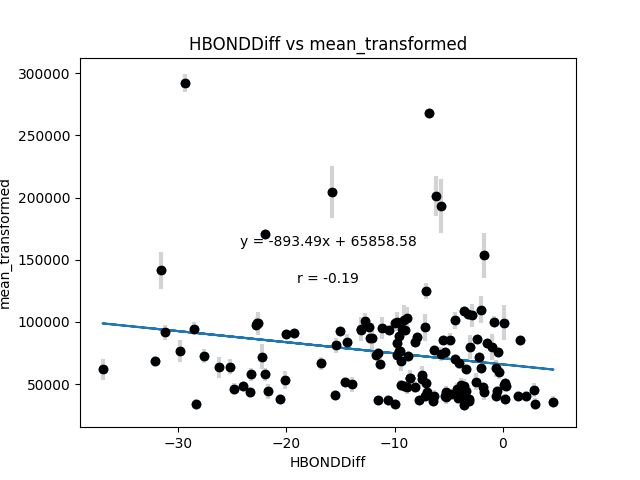 HBONDDiff vs mean_transformed
300000
250000
200000
150000
100000
50000
mean_transformed
y = -893.49x + 65858.58
r = -0.19
−30
−20
−10
0
HBONDDiff